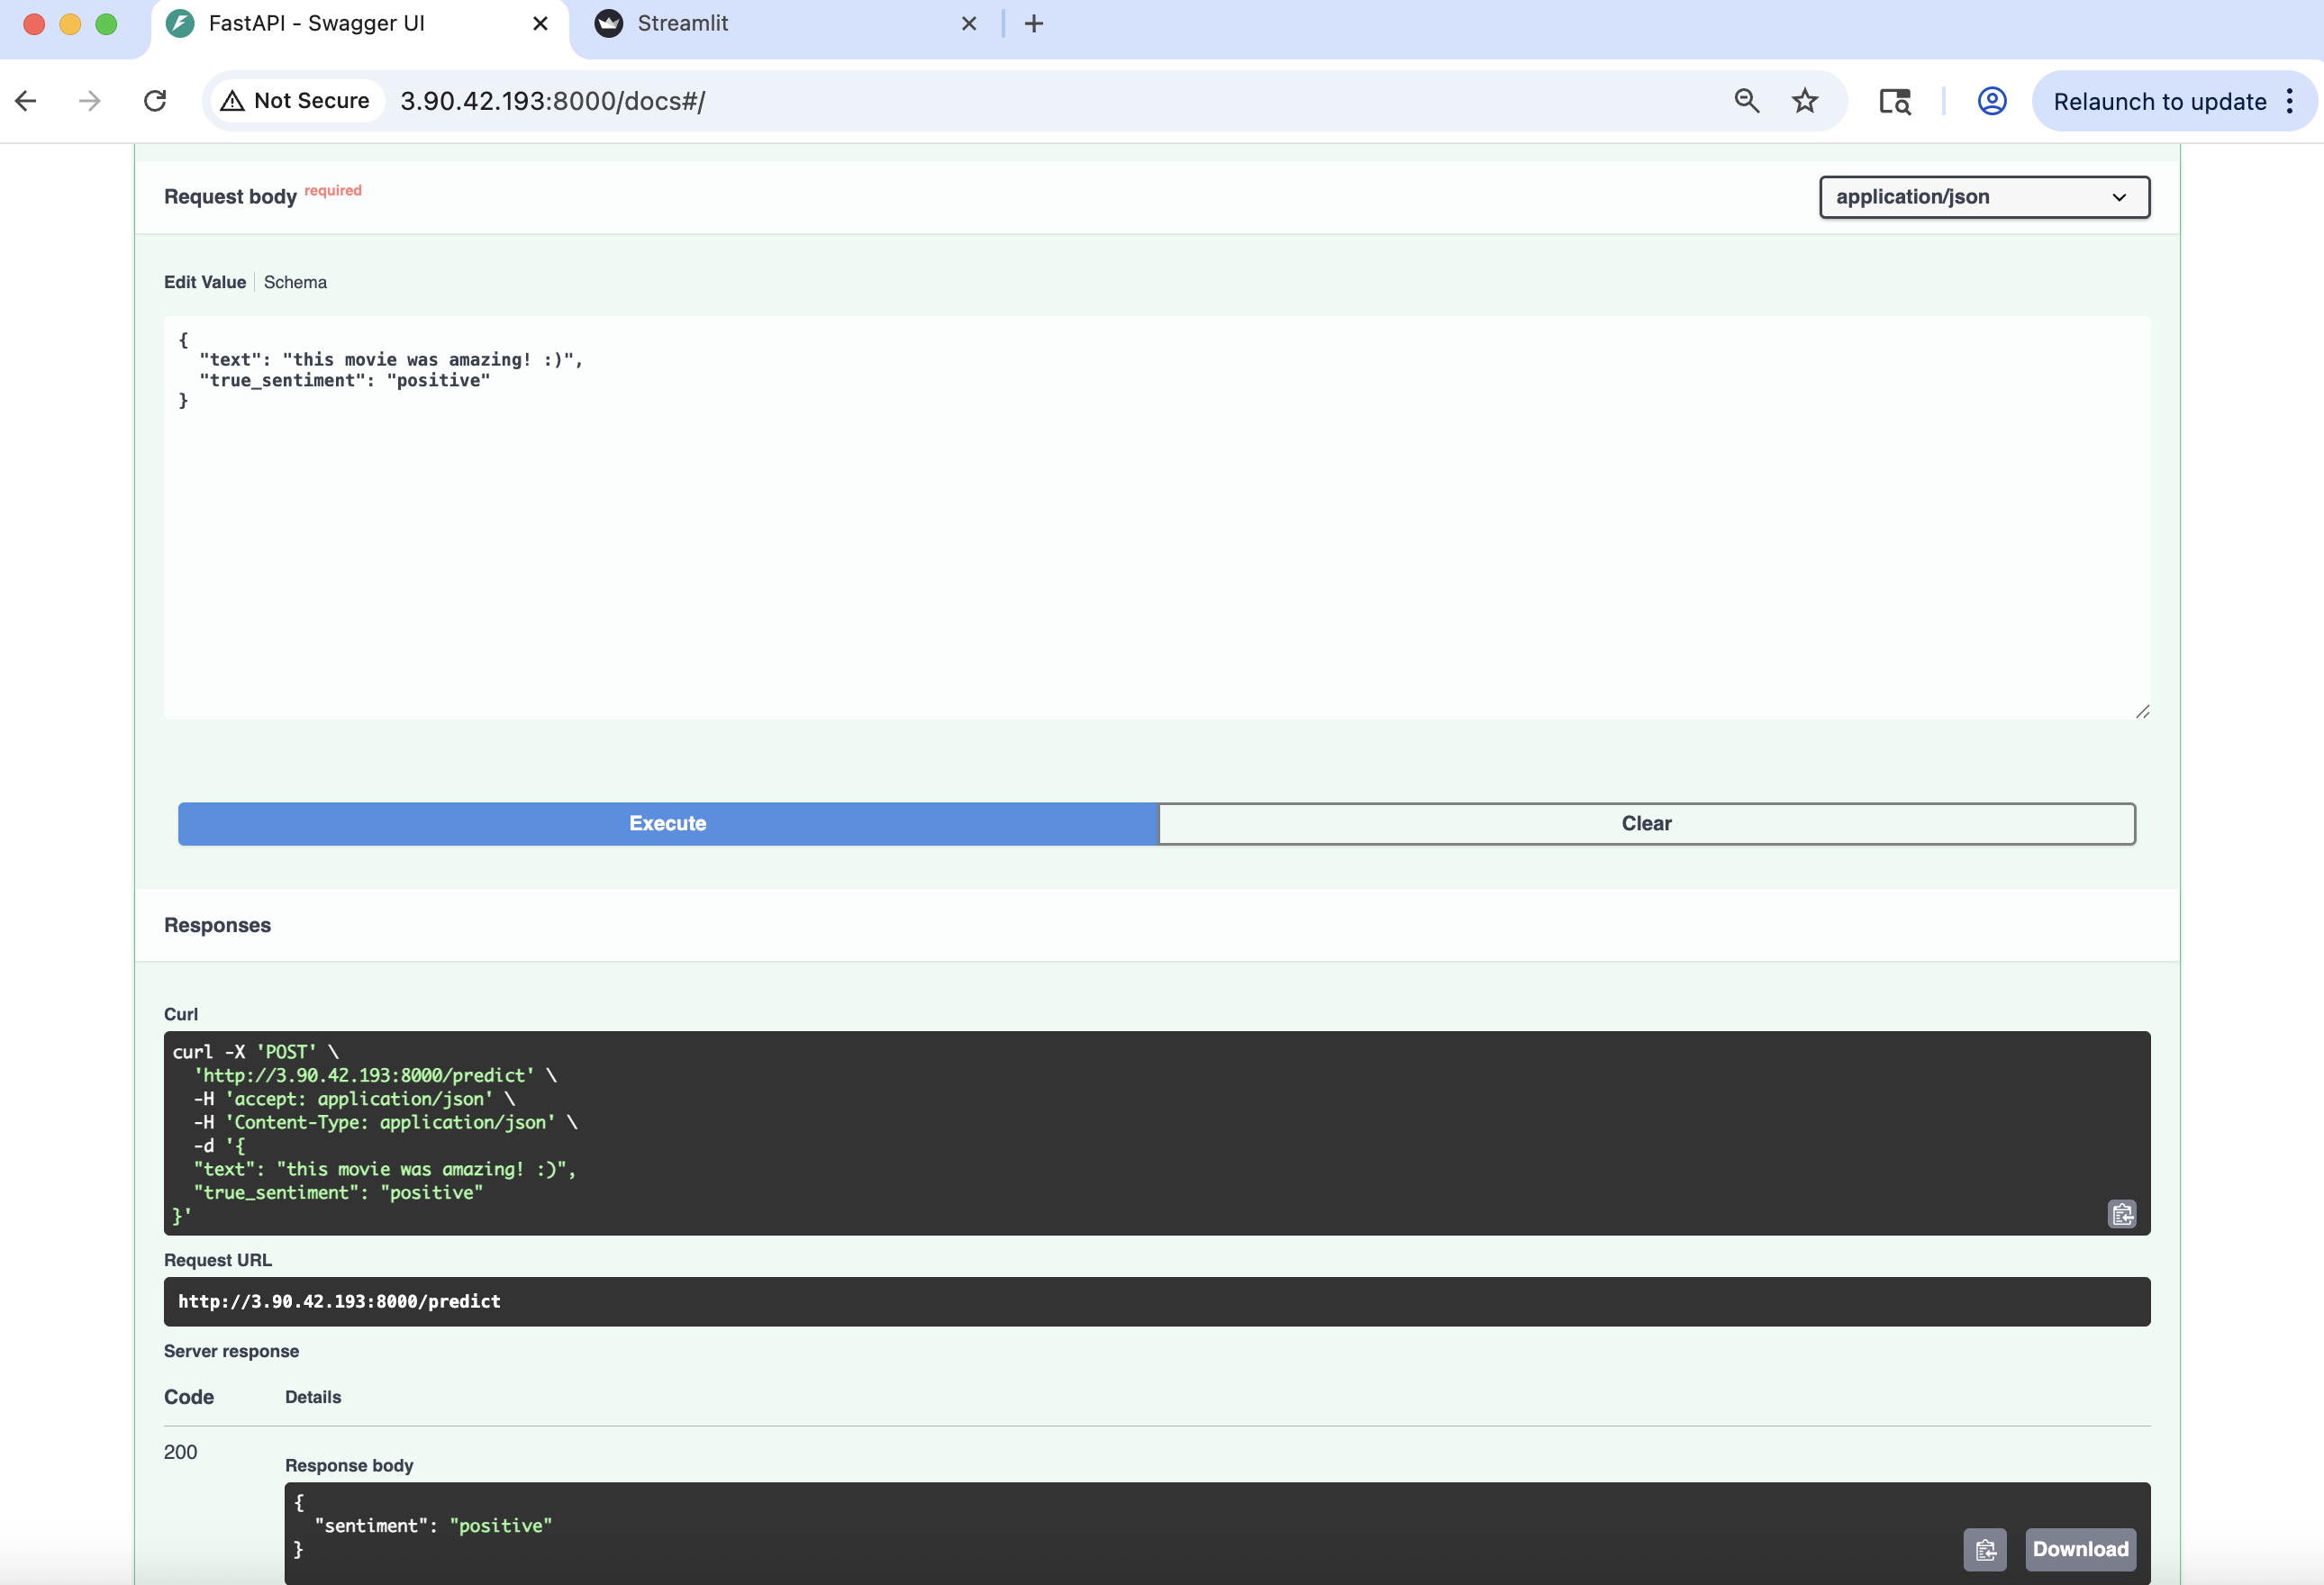 FastAPI - Swagger UI
Streamlit
Not Secure
3.90.42.193:8000/docs#/
Relaunch to update
Request body required
application/json
Edit Value
Schema
{
  "text": "this movie was amazing! :)",
  "true_sentiment": "positive"
}
Execute
Clear
Responses
Curl
curl -X 'POST' \
  'http://3.90.42.193:8000/predict' \
  -H 'accept: application/json' \
  -H 'Content-Type: application/json' \
  -d '{
  "text": "this movie was amazing! :)",
  "true_sentiment": "positive"
}'
Request URL
http://3.90.42.193:8000/predict
Server response
Code
Details
200
Response body
{
  "sentiment": "positive"
}
Download